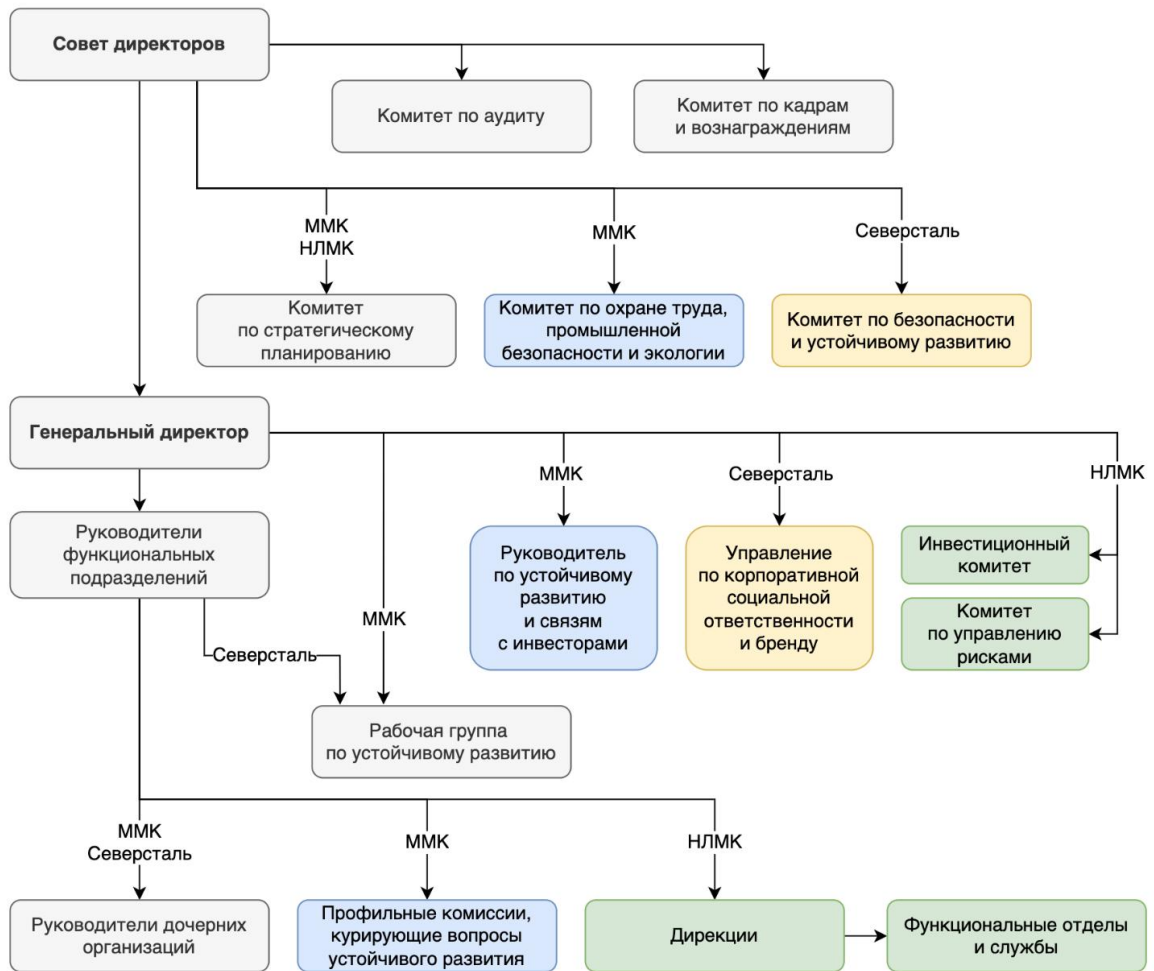 Совет директоров
Комитет по аудиту
Комитет по кадрам
и вознаграждениям
ММК
НЛМК
ММК
Северсталь
Комитет
по стратегическому
планированию
Комитет по охране труда,
промышленной
безопасности и экологии
Комитет по безопасности
и устойчивому развитию
Генеральный директор
ММК
Северсталь
НЛМК
Руководители
функциональных
подразделений
Руководитель
по устойчивому
развитию
и связям
с инвесторами
Управление
по корпоративной
социальной
ответственности
и бренду
Инвестиционный
комитет
Комитет
по управлению
рисками
ММК
Северсталь
Рабочая группа
по устойчивому развитию
ММК
Северсталь
ММК
НЛМК
Руководители дочерних
организаций
Профильные комиссии,
курирующие вопросы
устойчивого развития
Дирекции
Функциональные отделы
и службы